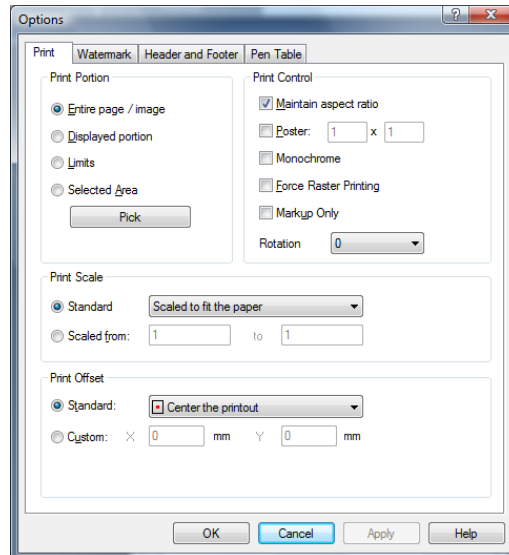 Options
Print Watermark Header and Footer Pen Table
Print Portion
Entire page / image
Displayed portion
Limits
Selected Area
Pick
Print Control
Maintain aspect ratio
Poster: 1 x 1
Monochrome
Force Raster Printing
Markup Only
Rotation 0
Print Scale
Standard Scaled to fit the paper
Scaled from: 1 to 1
Print Offset
Standard: Center the printout
Custom: X 0 mm Y 0 mm
OK Cancel Apply Help